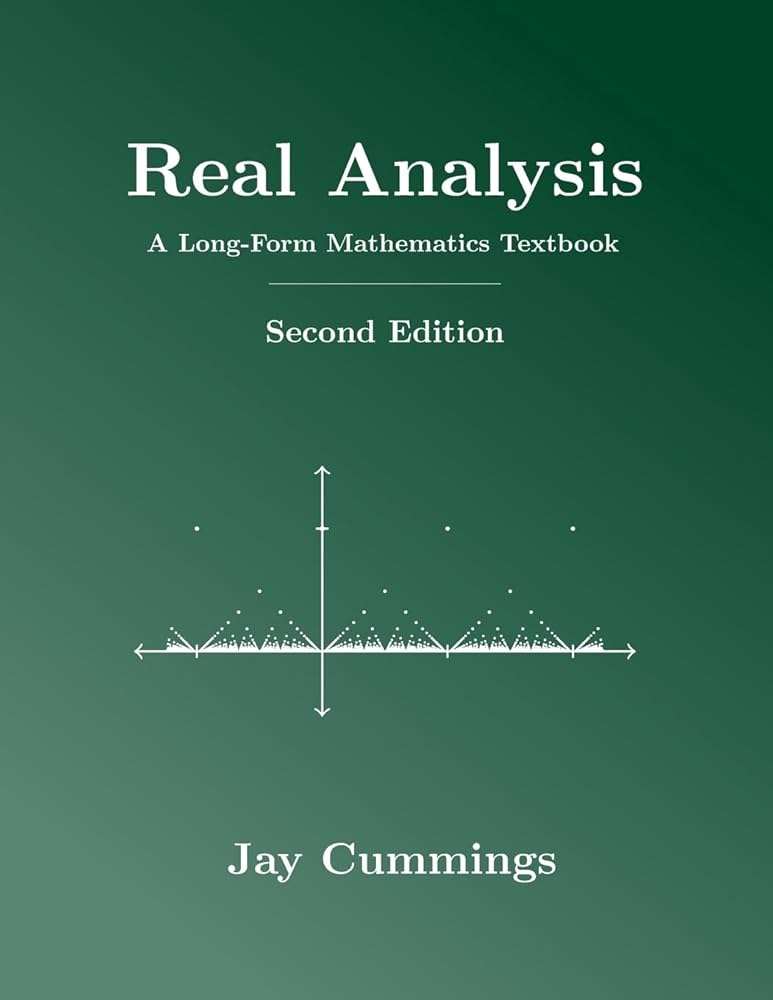 Real Analysis
A Long-Form Mathematics Textbook
Second Edition
Jay Cummings